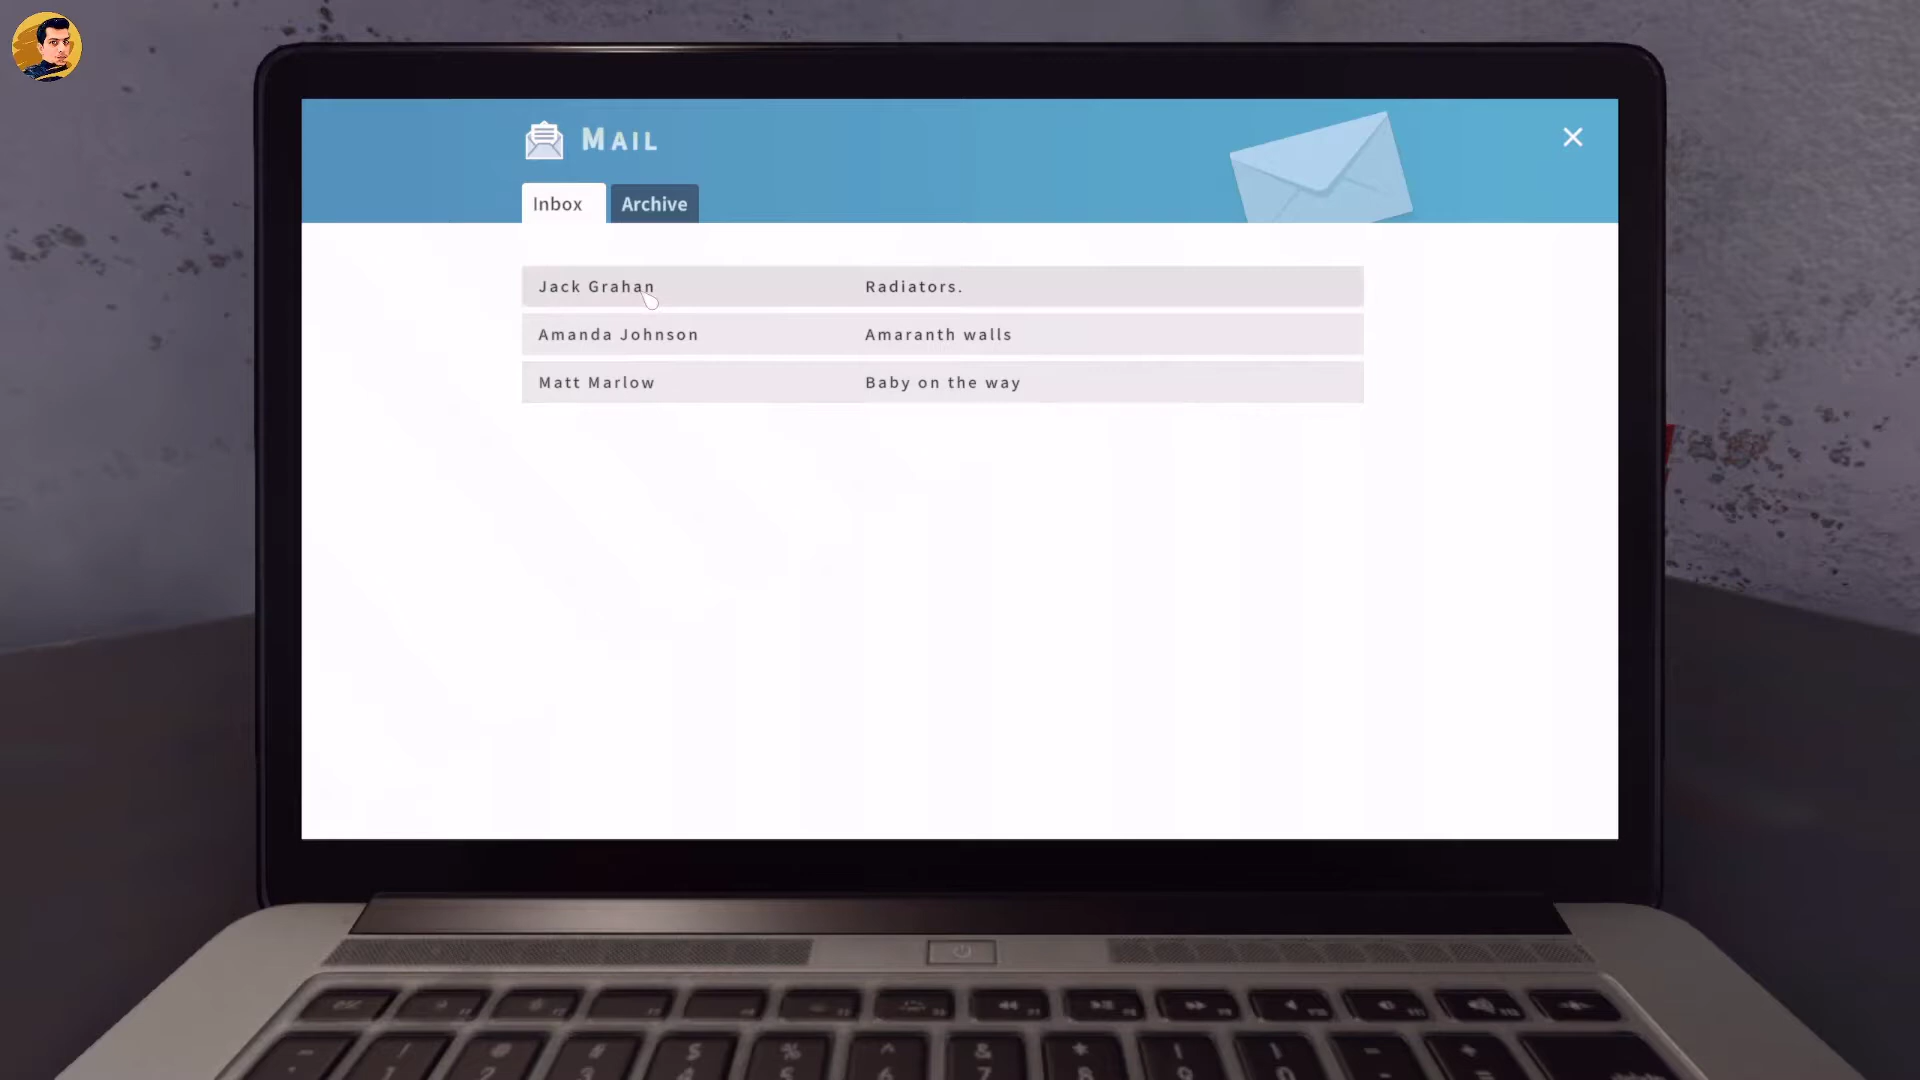 MAIL
Inbox
Archive
Jack Grahan Radiators.
Amanda Johnson Amaranth walls
Matt Marlow Baby on the way